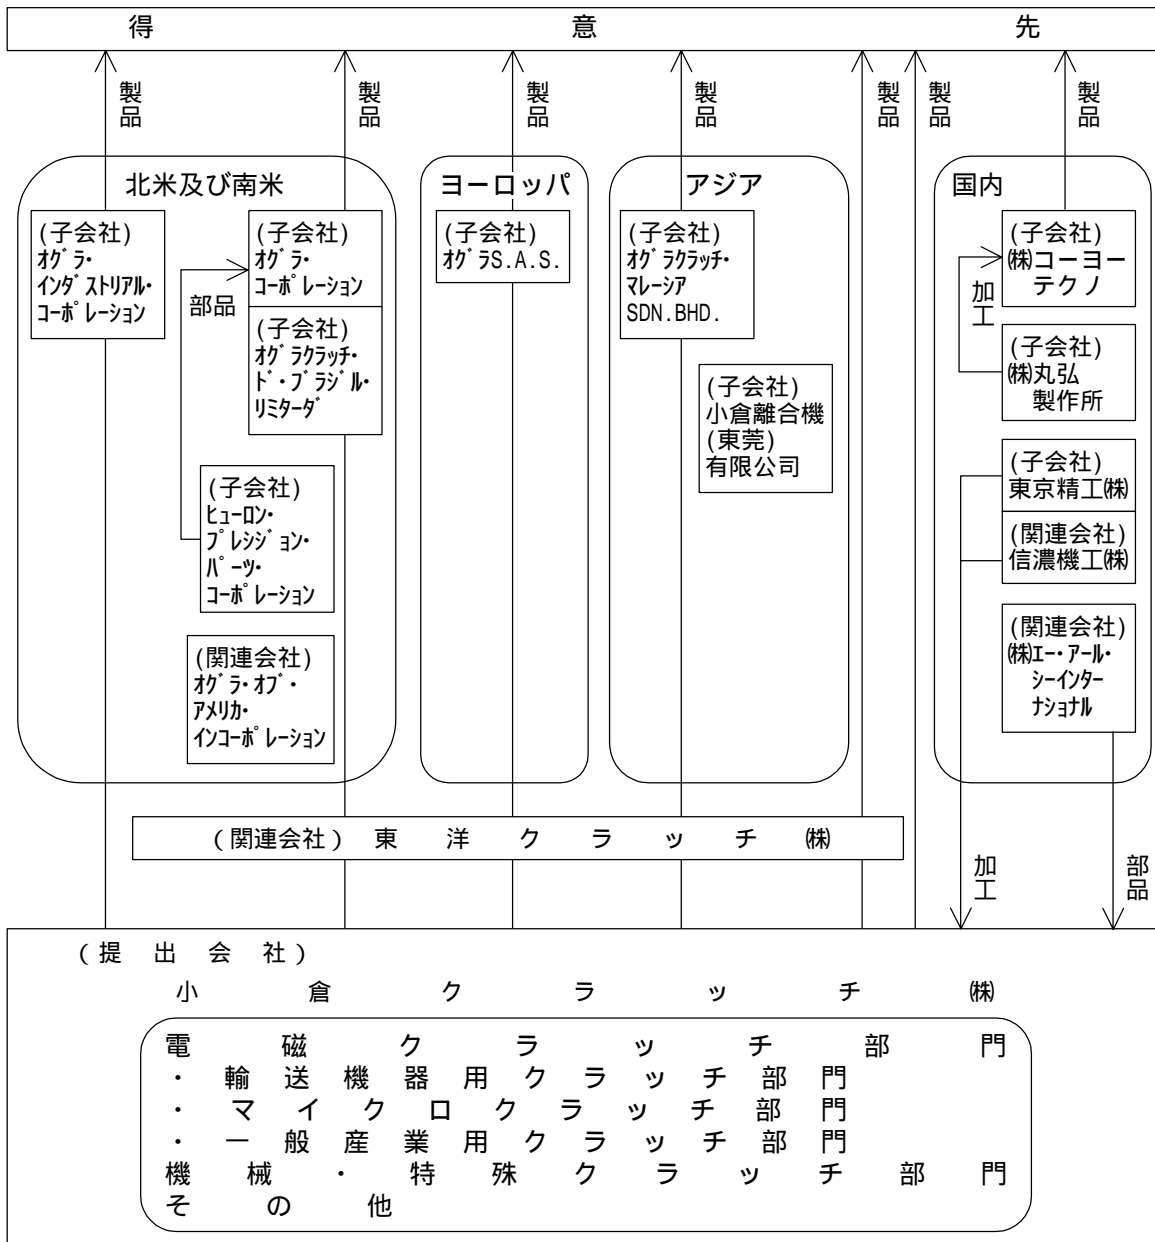 得意先
製品
製品
製品
製品
製品
製品
製品
北米及び南米
(子会社)
オグラ・
インダストリアル・
コーポレーション
部品
(子会社)
オグラ・
コーポレーション
(子会社)
オグラクラッチ・
ド・ブラジル・
リミターダ
(子会社)
ヒューロン・
プレシジョン・
パーツ・
コーポレーション
(関連会社)
オグラ・オブ・
アメリカ・
インコーポレーション
ヨーロッパ
(子会社)
オグラS.A.S.
アジア
(子会社)
オグラクラッチ・
マレーシア
SDN.BHD.
(子会社)
小倉離合機
(東莞)
有限公司
国内
(子会社)
㈱コーヨー
テクノ
加工
(子会社)
㈱丸弘
製作所
(子会社)
東京精工㈱
(関連会社)
信濃機工㈱
(関連会社)
㈱エー・アール・
シーインター
ナショナル
(関連会社)東洋クラッチ㈱
加工
部品
(提出会社)
小倉クラッチ㈱
電磁クラッチ部門
・輸送機器用クラッチ部門
・マイクロクラッチ部門
・一般産業用クラッチ部門
機械・特殊クラッチ部門
その他